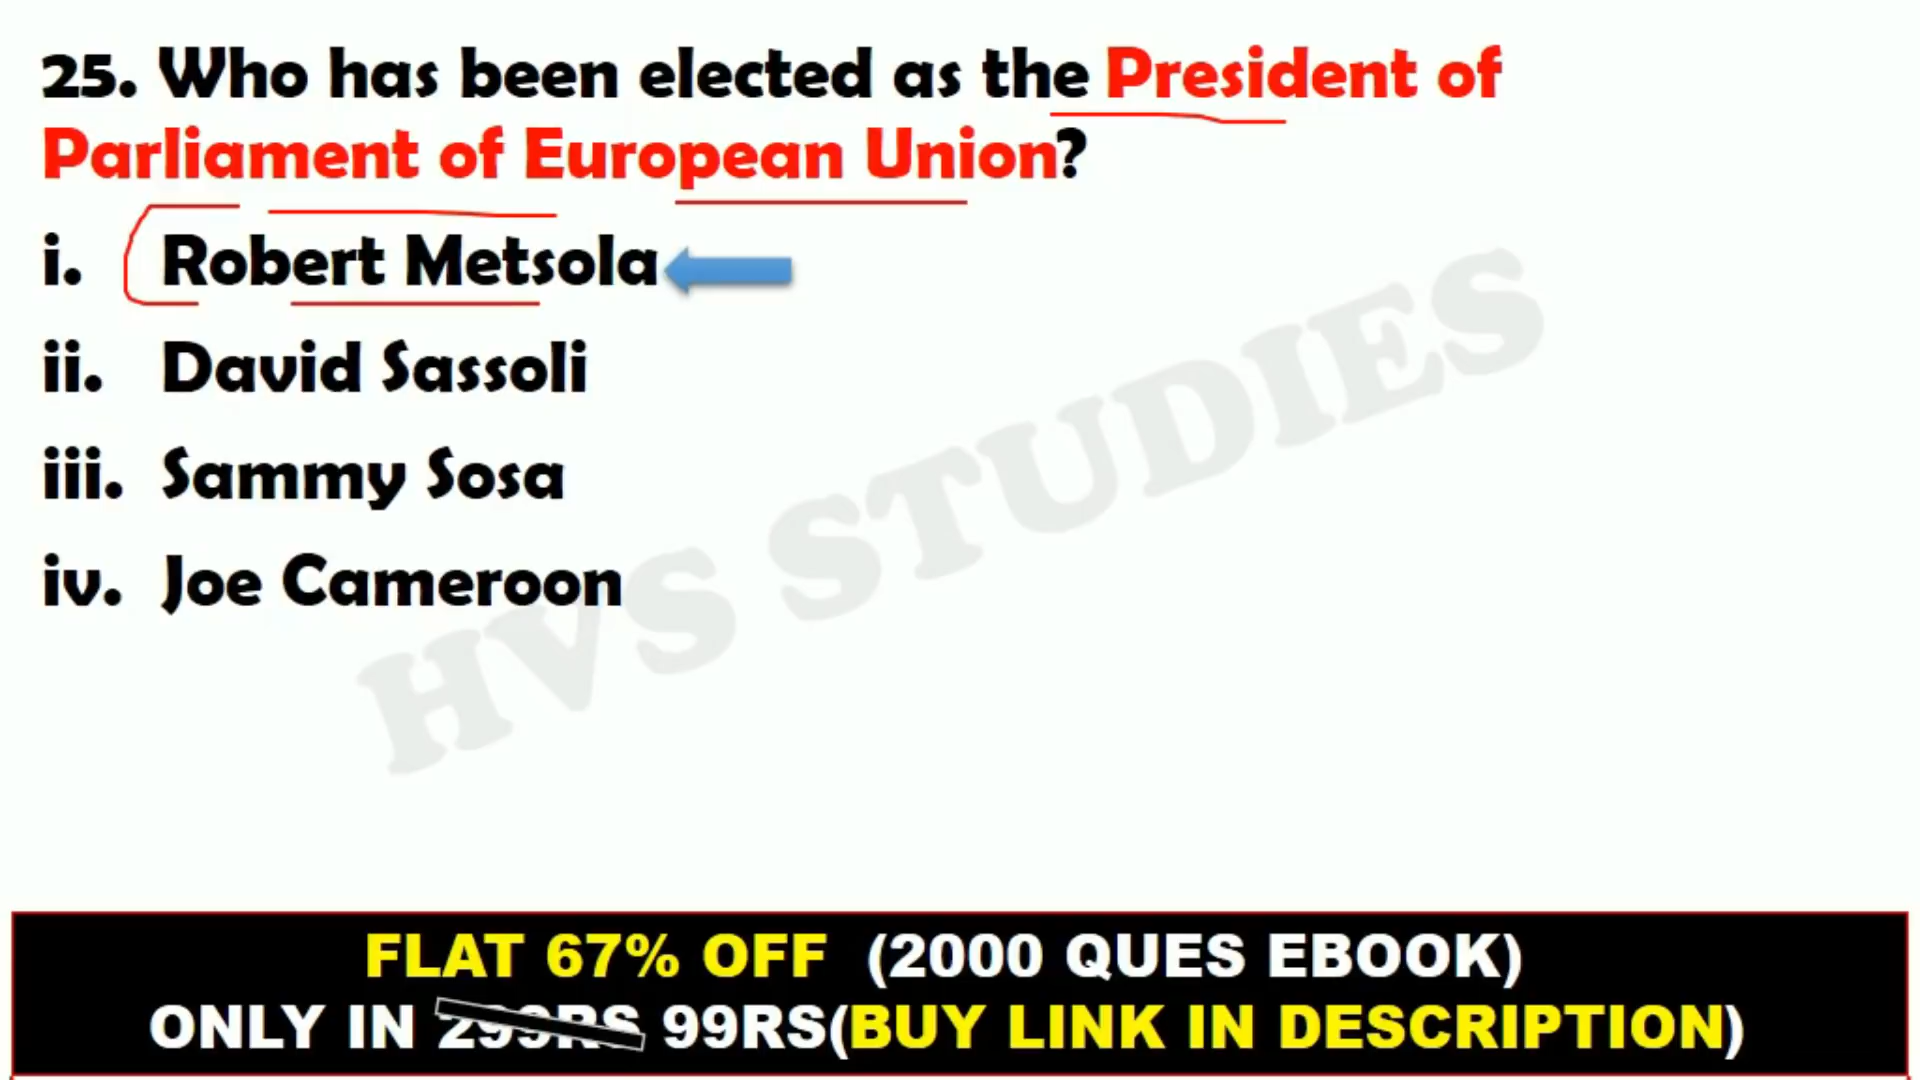 25. Who has been elected as the President of
Parliament of European Union?
i. Robert Metsola
ii. David Sassoli
iii. Sammy Sosa
iv. Joe Cameroon
HVS STUDIES
FLAT 67% OFF (2000 QUES EBOOK)
ONLY IN 299RS 99RS(BUY LINK IN DESCRIPTION)